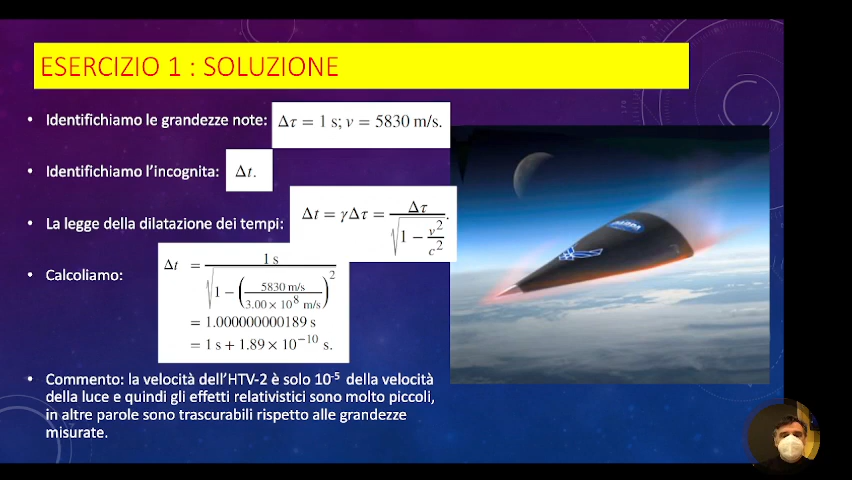 ESERCIZIO 1 : SOLUZIONE
• Identifichiamo le grandezze note: Δτ = 1 s; v = 5830 m/s.
• Identifichiamo l'incognita: Δt.
• La legge della dilatazione dei tempi: Δt = γΔτ = Δτ / √(1 − v²/c²).
• Calcoliamo: Δt = 1 s / √(1 − (5830 m/s / 3.00 × 10⁸ m/s)²)
= 1.000000000189 s
= 1 s + 1.89 × 10⁻¹⁰ s.
• Commento: la velocità dell'HTV-2 è solo 10⁻⁵ della velocità
della luce e quindi gli effetti relativistici sono molto piccoli,
in altre parole sono trascurabili rispetto alle grandezze
misurate.